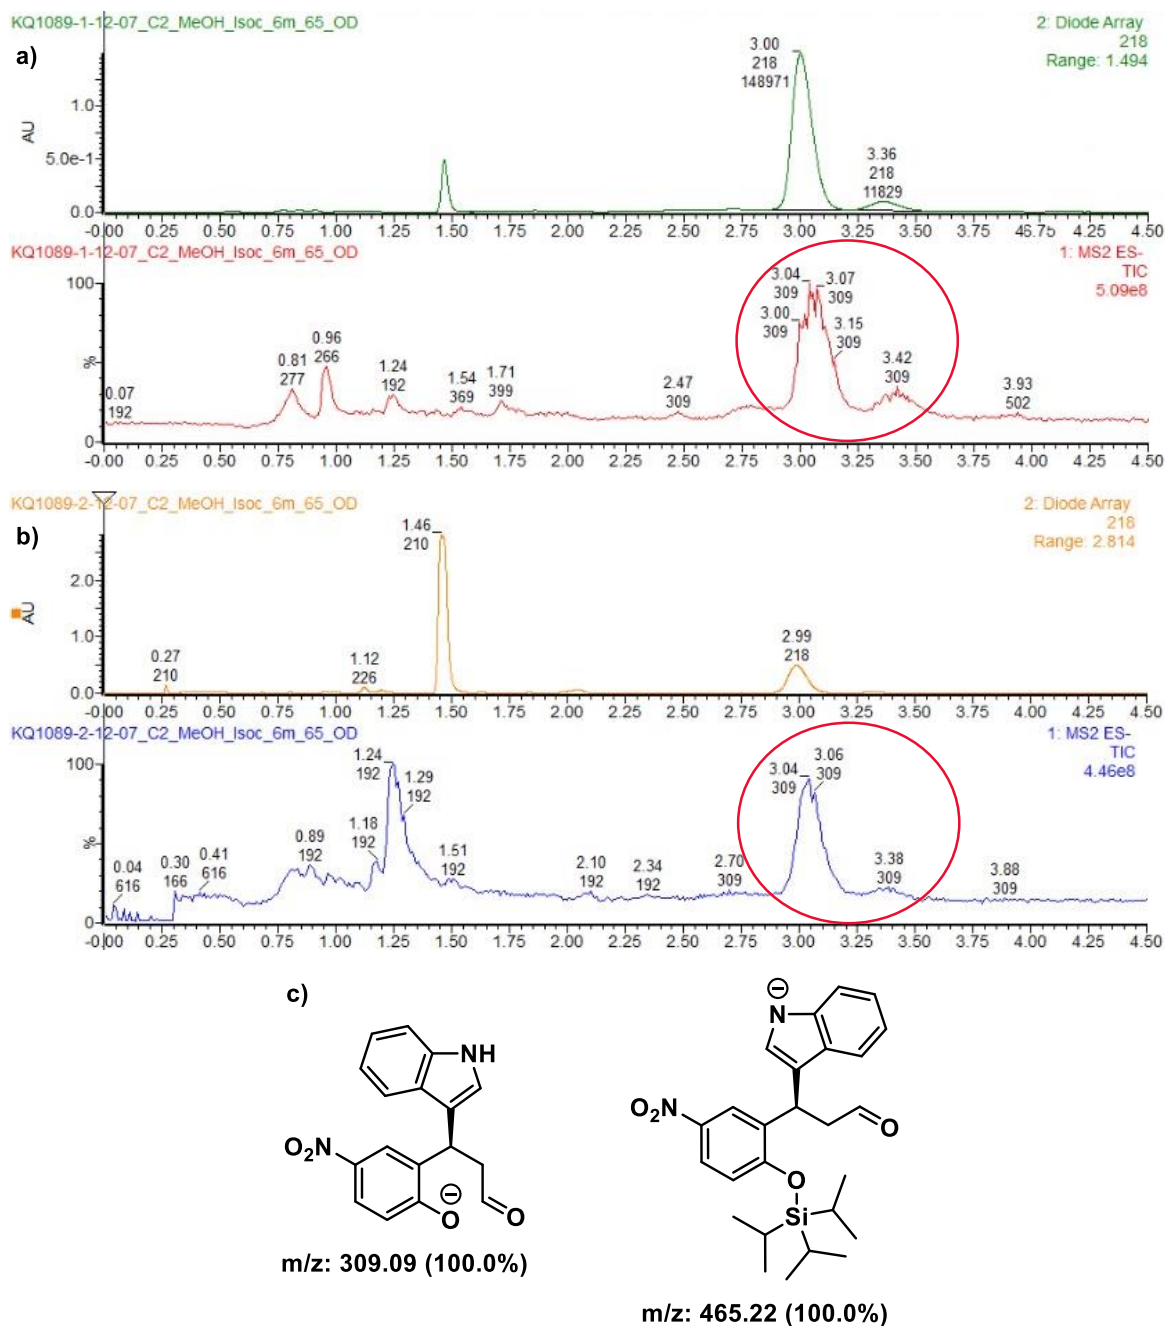 KQ1089-1-12-07_C2_MeOH_Isoc_6m_65_OD
2: Diode Array
218
Range: 1.494
a)
3.00
218
148971
3.36
218
11829
AU
1.0
5.0e-1
0.0
-0.00 0.25 0.50 0.75 1.00 1.25 1.50 1.75 2.00 2.25 2.50 2.75 3.00 3.25 3.50 3.75 46.75 4.25 4.50
KQ1089-1-12-07_C2_MeOH_Isoc_6m_65_OD
1: MS2 ES-
TIC
5.09e8
100
%
0
0.07
192
0.81
277
0.96
266
1.24
192
1.54
369
1.71
399
2.47
309
3.00
309
3.04
309
3.07
309
3.15
309
3.42
309
3.93
502
-0.00 0.25 0.50 0.75 1.00 1.25 1.50 1.75 2.00 2.25 2.50 2.75 3.00 3.25 3.50 3.75 4.00 4.25 4.50
KQ1089-2-12-07_C2_MeOH_Isoc_6m_65_OD
2: Diode Array
218
Range: 2.814
b)
AU
2.0
1.0
0.0
0.27
210
1.12
226
1.46
210
2.99
218
-0.00 0.25 0.50 0.75 1.00 1.25 1.50 1.75 2.00 2.25 2.50 2.75 3.00 3.25 3.50 3.75 4.00 4.25 4.50
KQ1089-2-12-07_C2_MeOH_Isoc_6m_65_OD
1: MS2 ES-
TIC
4.46e8
100
%
0
0.04
616
0.30
166
0.41
616
0.89
192
1.18
192
1.24
192
1.29
192
1.51
192
2.10
192
2.34
192
2.70
309
3.04
309
3.06
309
3.38
309
3.88
309
-0.00 0.25 0.50 0.75 1.00 1.25 1.50 1.75 2.00 2.25 2.50 2.75 3.00 3.25 3.50 3.75 4.00 4.25 4.50
c)
NH
O₂N
⊖
O
O
m/z: 309.09 (100.0%)
⊖
N
O₂N
O
O
Si
m/z: 465.22 (100.0%)